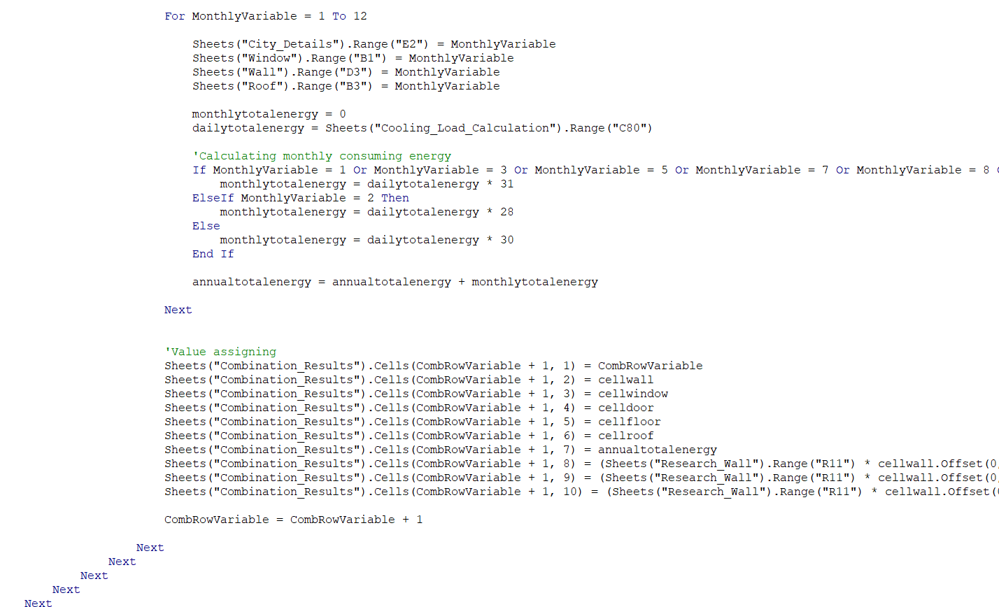 For MonthlyVariable = 1 To 12
Sheets("City_Details").Range("E2") = MonthlyVariable
Sheets("Window").Range("B1") = MonthlyVariable
Sheets("Wall").Range("D3") = MonthlyVariable
Sheets("Roof").Range("B3") = MonthlyVariable
monthlytotalenergy = 0
dailytotalenergy = Sheets("Cooling_Load_Calculation").Range("C80")
'Calculating monthly consuming energy
If MonthlyVariable = 1 Or MonthlyVariable = 3 Or MonthlyVariable = 5 Or MonthlyVariable = 7 Or MonthlyVariable = 8
monthlytotalenergy = dailytotalenergy * 31
ElseIf MonthlyVariable = 2 Then
monthlytotalenergy = dailytotalenergy * 28
Else
monthlytotalenergy = dailytotalenergy * 30
End If
annualtotalenergy = annualtotalenergy + monthlytotalenergy
Next
'Value assigning
Sheets("Combination_Results").Cells(CombRowVariable + 1, 1) = CombRowVariable
Sheets("Combination_Results").Cells(CombRowVariable + 1, 2) = cellwall
Sheets("Combination_Results").Cells(CombRowVariable + 1, 3) = cellwindow
Sheets("Combination_Results").Cells(CombRowVariable + 1, 4) = celldoor
Sheets("Combination_Results").Cells(CombRowVariable + 1, 5) = cellfloor
Sheets("Combination_Results").Cells(CombRowVariable + 1, 6) = cellroof
Sheets("Combination_Results").Cells(CombRowVariable + 1, 7) = annualtotalenergy
Sheets("Combination_Results").Cells(CombRowVariable + 1, 8) = (Sheets("Research_Wall").Range("R11") * cellwall.Offset(0,
Sheets("Combination_Results").Cells(CombRowVariable + 1, 9) = (Sheets("Research_Wall").Range("R11") * cellwall.Offset(0,
Sheets("Combination_Results").Cells(CombRowVariable + 1, 10) = (Sheets("Research_Wall").Range("R11") * cellwall.Offset(
CombRowVariable = CombRowVariable + 1
Next
Next
Next
Next
Next